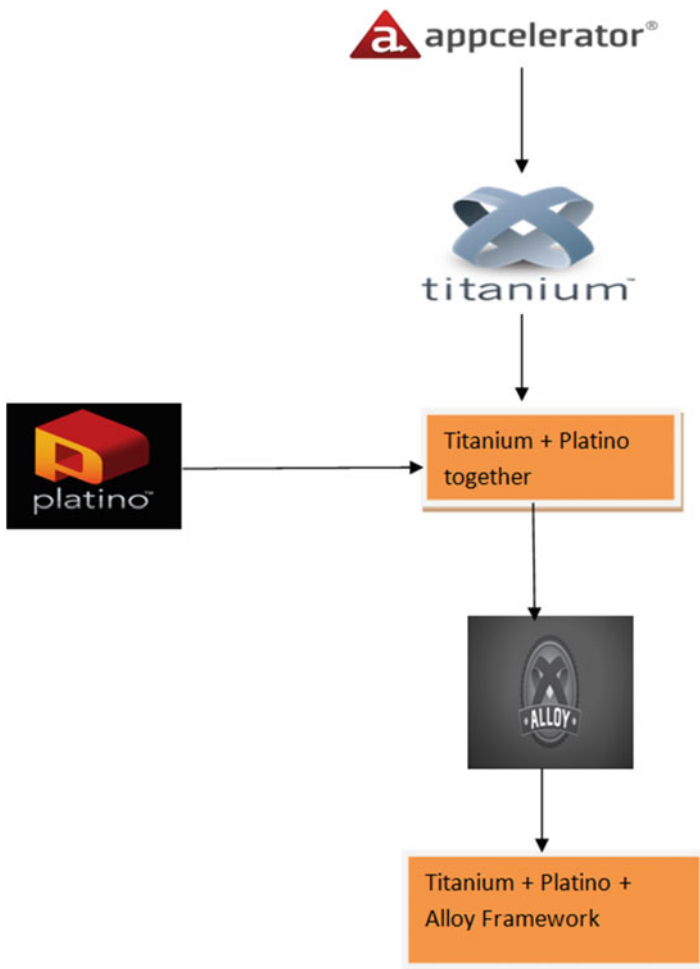 appcelerator®
titanium™
platino™
Titanium + Platino
together
ALLOY
Titanium + Platino +
Alloy Framework